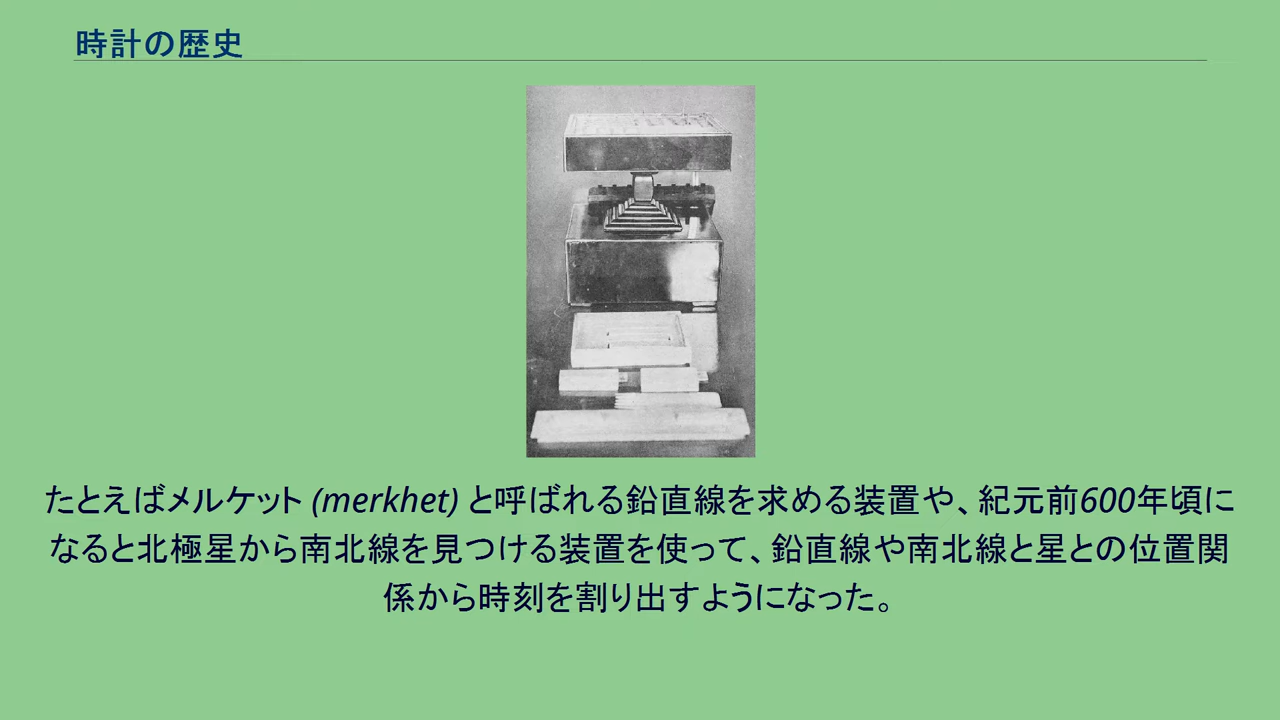 時計の歴史
たとえばメルケット (merkhet) と呼ばれる鉛直線を求める装置や、紀元前600年頃に
なると北極星から南北線を見つける装置を使って、鉛直線や南北線と星との位置関
係から時刻を割り出すようになった。